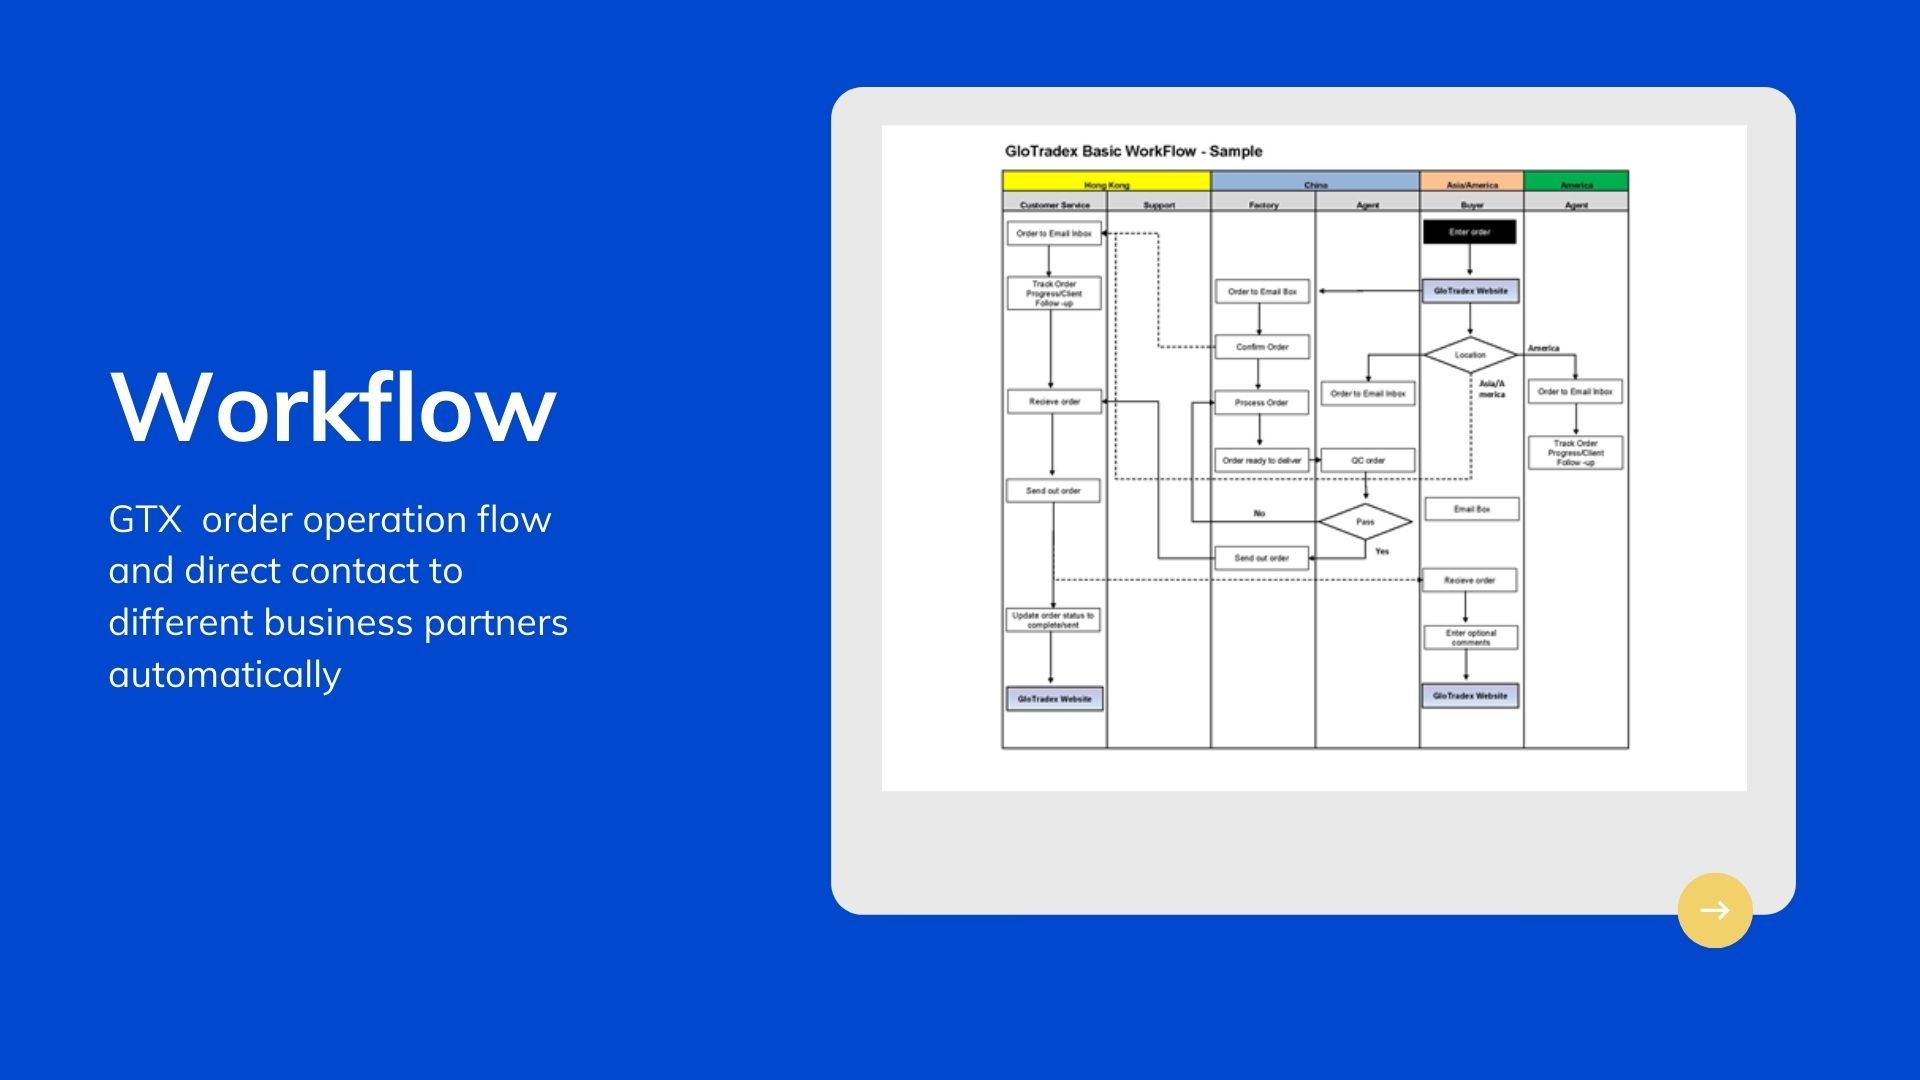 Workflow
GTX  order operation flow
and direct contact to
different business partners
automatically
GloTradex Basic WorkFlow - Sample
Hong Kong
China
Asia/America
America
Customer Service
Support
Factory
Agent
Buyer
Agent
Order to Email Inbox
Enter order
Track Order
Progress/Client
Follow -up
Order to Email Box
GloTradex Website
Confirm Order
Location
America
Asia/A
merica
Order to Email Inbox
Order to Email Inbox
Recieve order
Process Order
Track Order
Progress/Client
Follow -up
Order ready to deliver
QC order
Send out order
Email Box
No
Pass
Yes
Send out order
Recieve order
Update order status to
complete/sent
Enter optional
comments
GloTradex Website
GloTradex Website